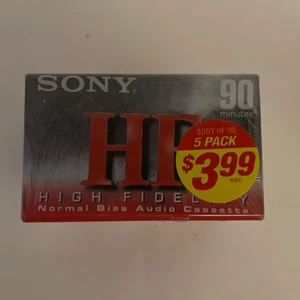 SONY
90
minutes
HF
SONY HF-90
5 PACK
$3.99
HIGH FIDELITY
Normal Bias Audio Cassette